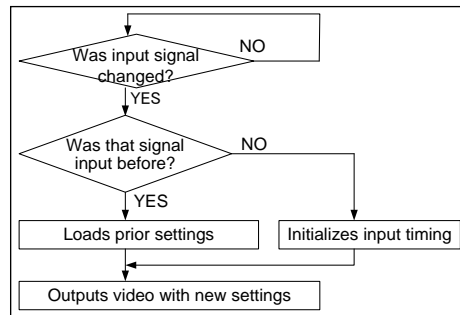 Was input signal
changed?
NO
YES
Was that signal
input before?
NO
YES
Loads prior settings
Initializes input timing
Outputs video with new settings